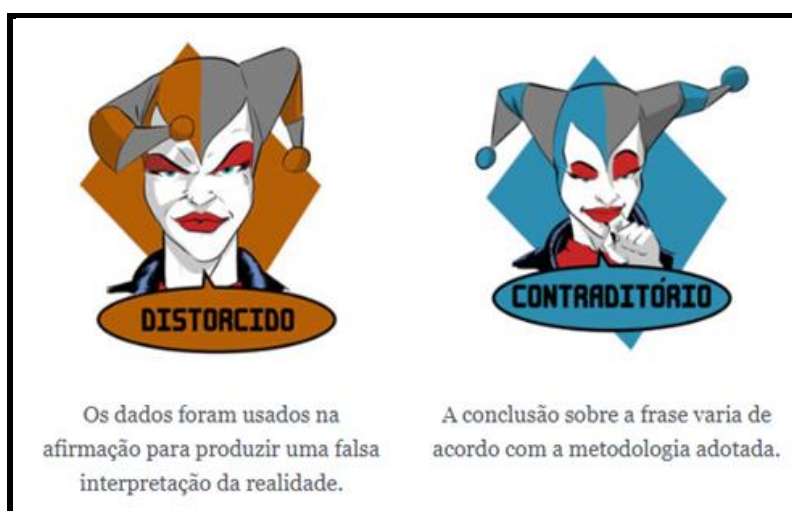 DISTORCIDO
Os dados foram usados na
afirmação para produzir uma falsa
interpretação da realidade.
CONTRADITÓRIO
A conclusão sobre a frase varia de
acordo com a metodologia adotada.